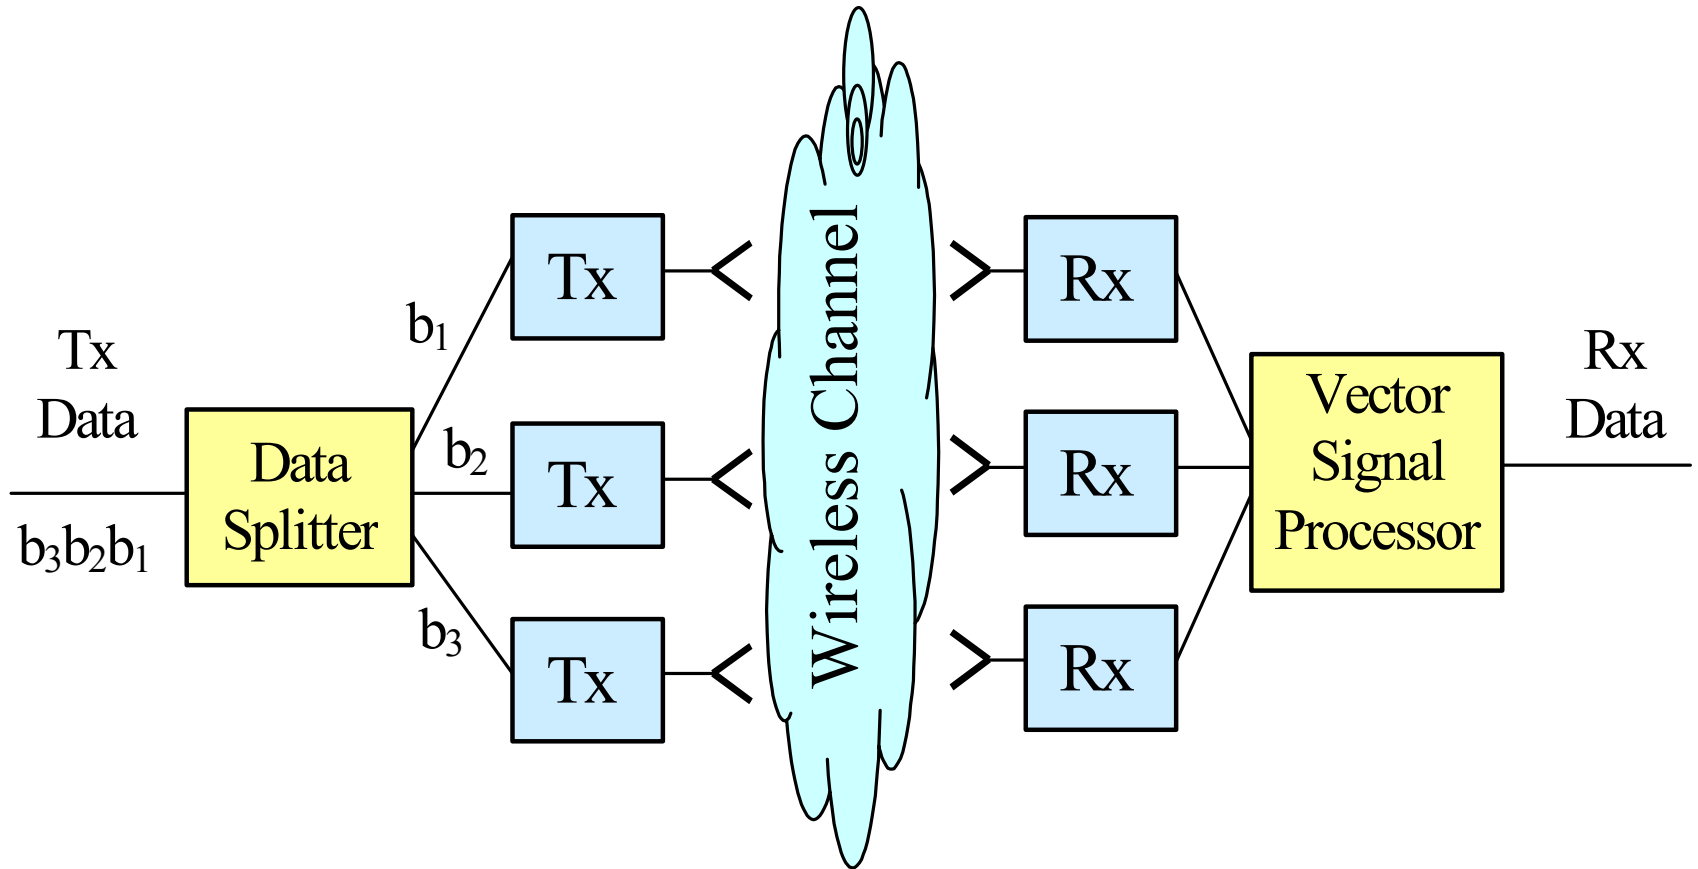 Tx
Data
b₃b₂b₁
Data
Splitter
b₁
b₂
b₃
Tx
Tx
Tx
Wireless Channel
Rx
Rx
Rx
Vector
Signal
Processor
Rx
Data